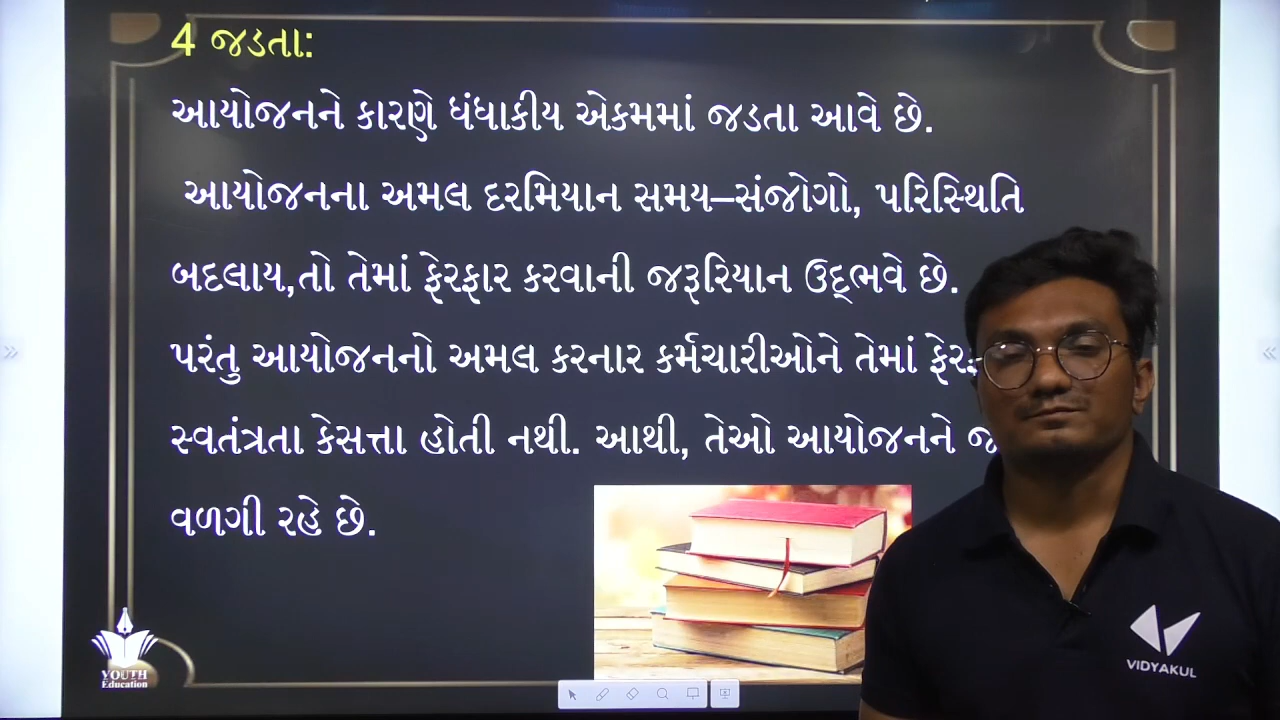 4 જડતા:
આયોજનને કારણે ધંધાકીય એકમમાં જડતા આવે છે.
આયોજનના અમલ દરમિયાન સમય–સંજોગો, પરિસ્થિતિ
બદલાય,તો તેમાં ફેરફાર કરવાની જરૂરિયાન ઉદ્ભવે છે.
પરંતુ આયોજનનો અમલ કરનાર કર્મચારીઓને તેમાં
સ્વતંત્રતા કેસત્તા હોતી નથી. આથી, તેઓ આયોજનને
વળગી રહે છે.
YOUTH
Education
VIDYAKUL